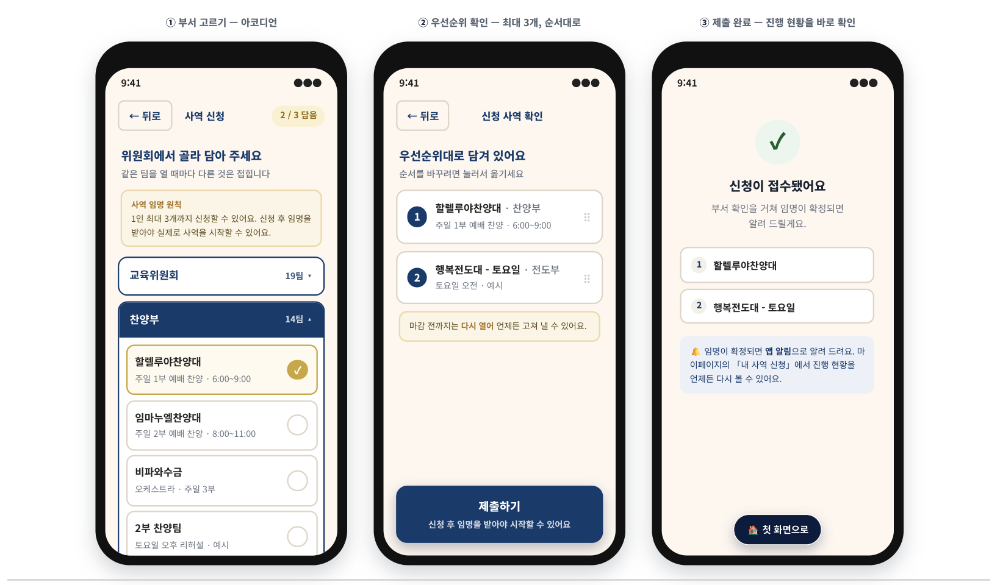 ① 부서 고르기 — 아코디언
9:41
← 뒤로
사역 신청
2 / 3 담음
위원회에서 골라 담아 주세요
같은 팀을 열 때마다 다른 것은 접힙니다
사역 임명 원칙
1인 최대 3개까지 신청할 수 있어요. 신청 후 임명을
받아야 실제로 사역을 시작할 수 있어요.
교육위원회
19팀 ▾
찬양부
14팀 ▴
할렐루야찬양대
주일 1부 예배 찬양 · 6:00~9:00
✓
임마누엘찬양대
주일 2부 예배 찬양 · 8:00~11:00
비파와수금
오케스트라 · 주일 3부
2부 찬양팀
토요일 오후 리허설 · 예시
② 우선순위 확인 — 최대 3개, 순서대로
9:41
← 뒤로
신청 사역 확인
우선순위대로 담겨 있어요
순서를 바꾸려면 눌러서 옮기세요
1
할렐루야찬양대 · 찬양부
주일 1부 예배 찬양 · 6:00~9:00
2
행복전도대 - 토요일 · 전도부
토요일 오전 · 예시
마감 전까지는 다시 열어 언제든 고쳐 낼 수 있어요.
제출하기
신청 후 임명을 받아야 시작할 수 있어요
③ 제출 완료 — 진행 현황을 바로 확인
9:41
✓
신청이 접수됐어요
부서 확인을 거쳐 임명이 확정되면
알려 드릴게요.
1 할렐루야찬양대
2 행복전도대 - 토요일
🔔 임명이 확정되면 앱 알림으로 알려 드려요. 마
이페이지의 「내 사역 신청」에서 진행 현황을
언제든 다시 볼 수 있어요.
🏠 첫 화면으로